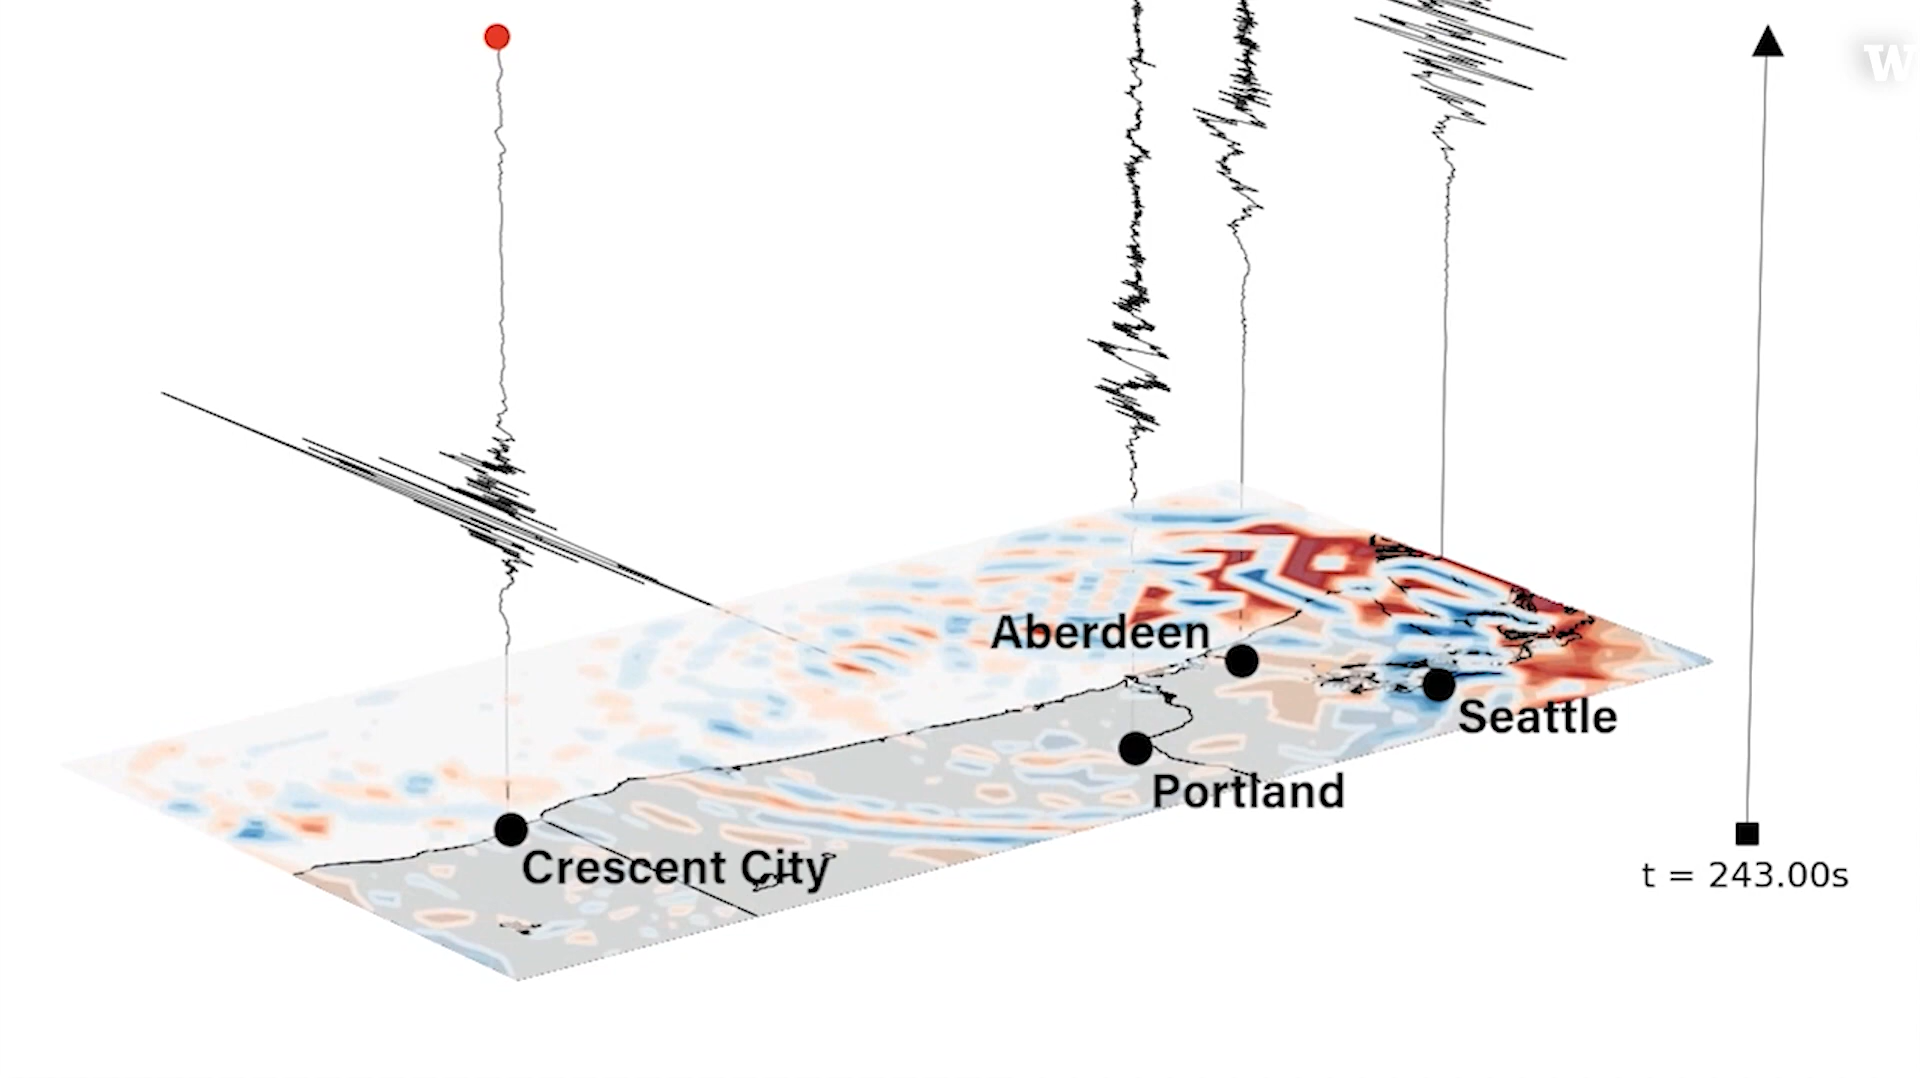 W
Aberdeen
Seattle
Portland
Crescent City
t = 243.00s